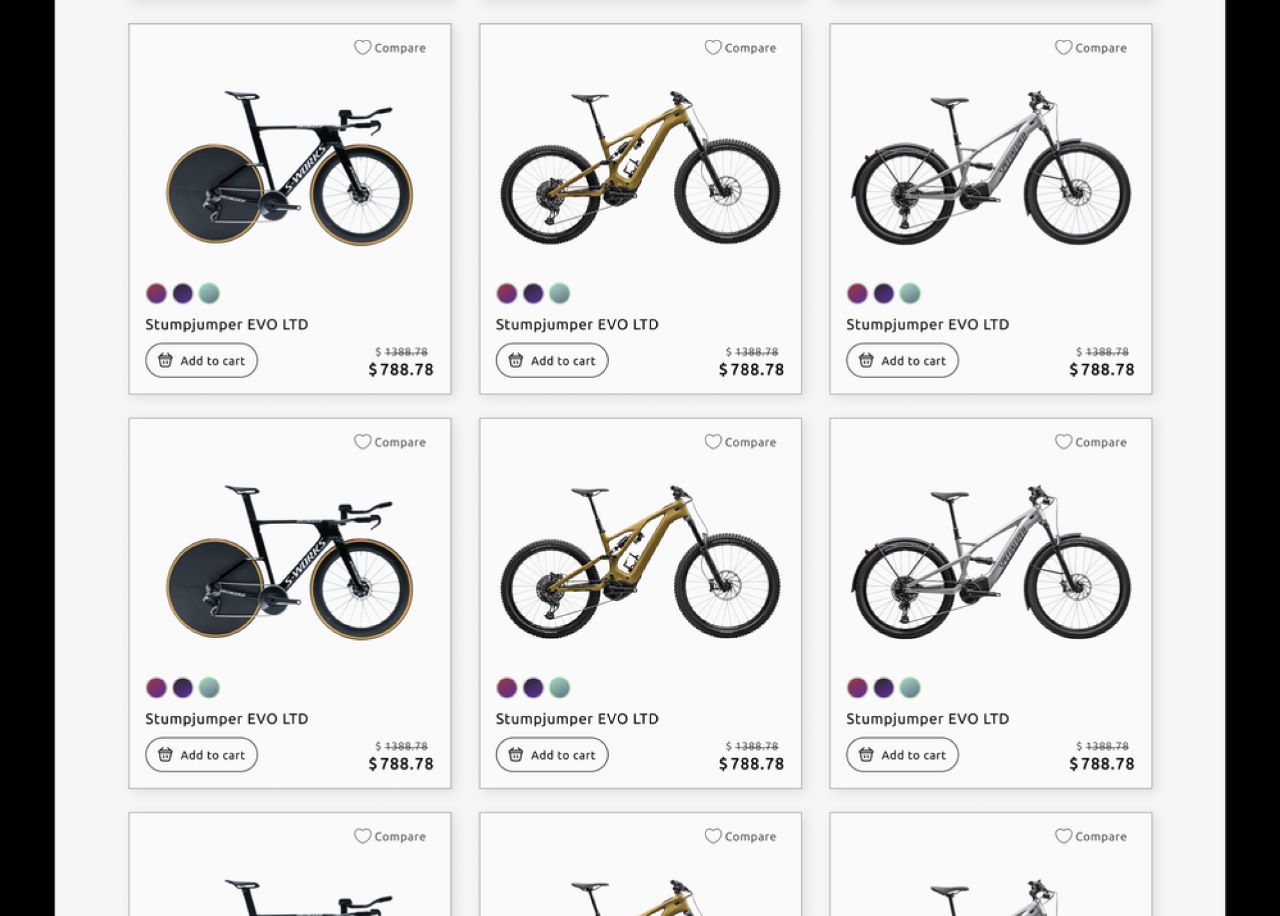 Compare Compare Compare
S-WORKS
Stumpjumper EVO LTD Stumpjumper EVO LTD Stumpjumper EVO LTD
$ 1388.78 $ 1388.78 $ 1388.78
Add to cart $788.78 Add to cart $788.78 Add to cart $788.78
Compare Compare Compare
S-WORKS
Stumpjumper EVO LTD Stumpjumper EVO LTD Stumpjumper EVO LTD
$ 1388.78 $ 1388.78 $ 1388.78
Add to cart $788.78 Add to cart $788.78 Add to cart $788.78
Compare Compare Compare